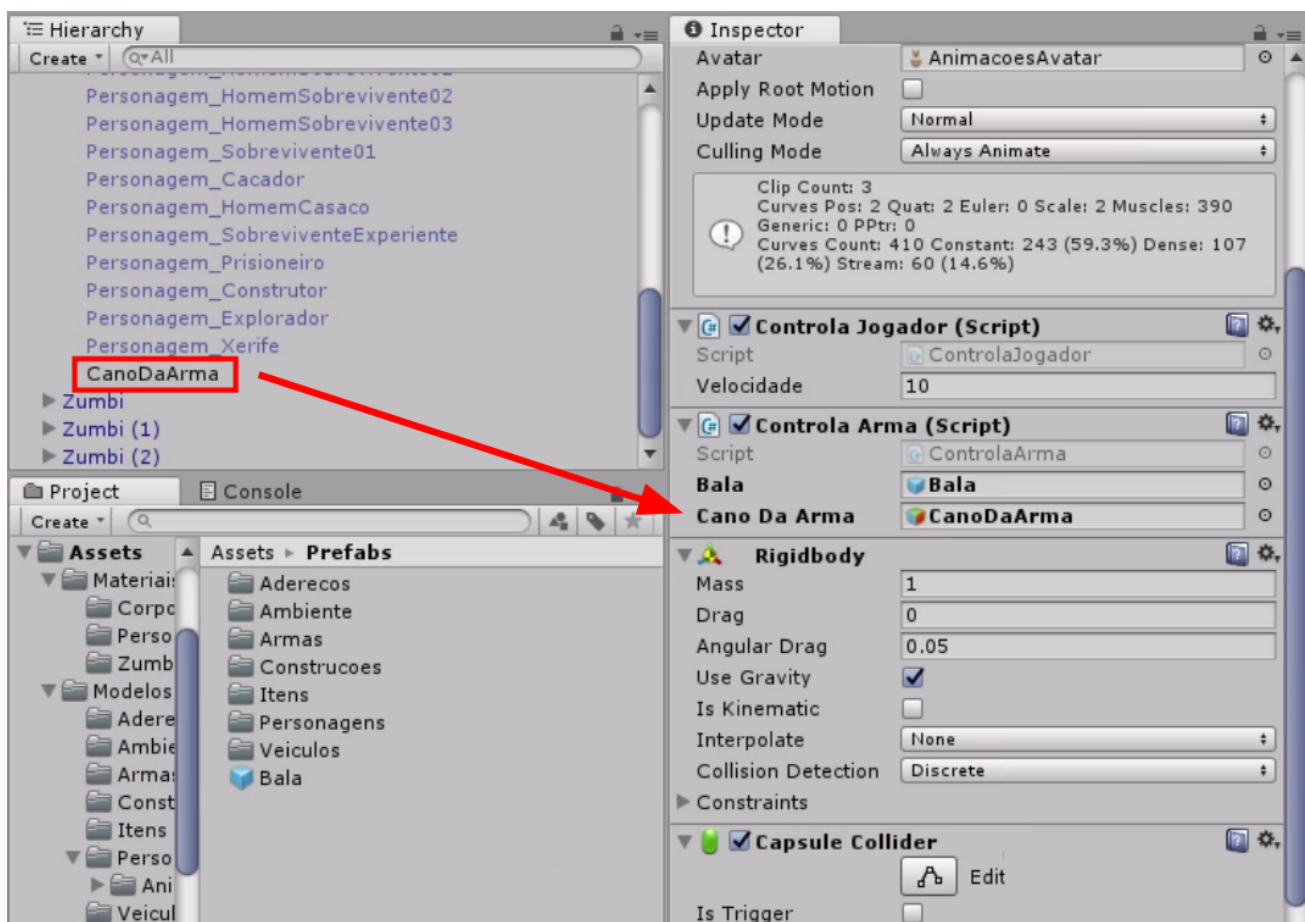 Hierarchy
Create
All
Personagem_HomemSobrevivente02
Personagem_HomemSobrevivente03
Personagem_Sobrevivente01
Personagem_Cacador
Personagem_HomemCasaco
Personagem_SobreviventeExperiente
Personagem_Prisioneiro
Personagem_Construtor
Personagem_Explorador
Personagem_Xerife
CanoDaArma
Zumbi
Zumbi (1)
Zumbi (2)
Project
Console
Create
Assets
Materiai
Corpo
Perso
Zumb
Modelos
Adere
Ambie
Armas
Const
Itens
Perso
Ani
Veicul
Assets ▸ Prefabs
Aderecos
Ambiente
Armas
Construcoes
Itens
Personagens
Veiculos
Bala
Inspector
Avatar AnimacoesAvatar
Apply Root Motion
Update Mode Normal
Culling Mode Always Animate
Clip Count: 3
Curves Pos: 2 Quat: 2 Euler: 0 Scale: 2 Muscles: 390
Generic: 0 PPtr: 0
Curves Count: 410 Constant: 243 (59.3%) Dense: 107
(26.1%) Stream: 60 (14.6%)
Controla Jogador (Script)
Script ControlaJogador
Velocidade 10
Controla Arma (Script)
Script ControlaArma
Bala Bala
Cano Da Arma CanoDaArma
Rigidbody
Mass 1
Drag 0
Angular Drag 0.05
Use Gravity
Is Kinematic
Interpolate None
Collision Detection Discrete
Constraints
Capsule Collider
Edit
Is Trigger